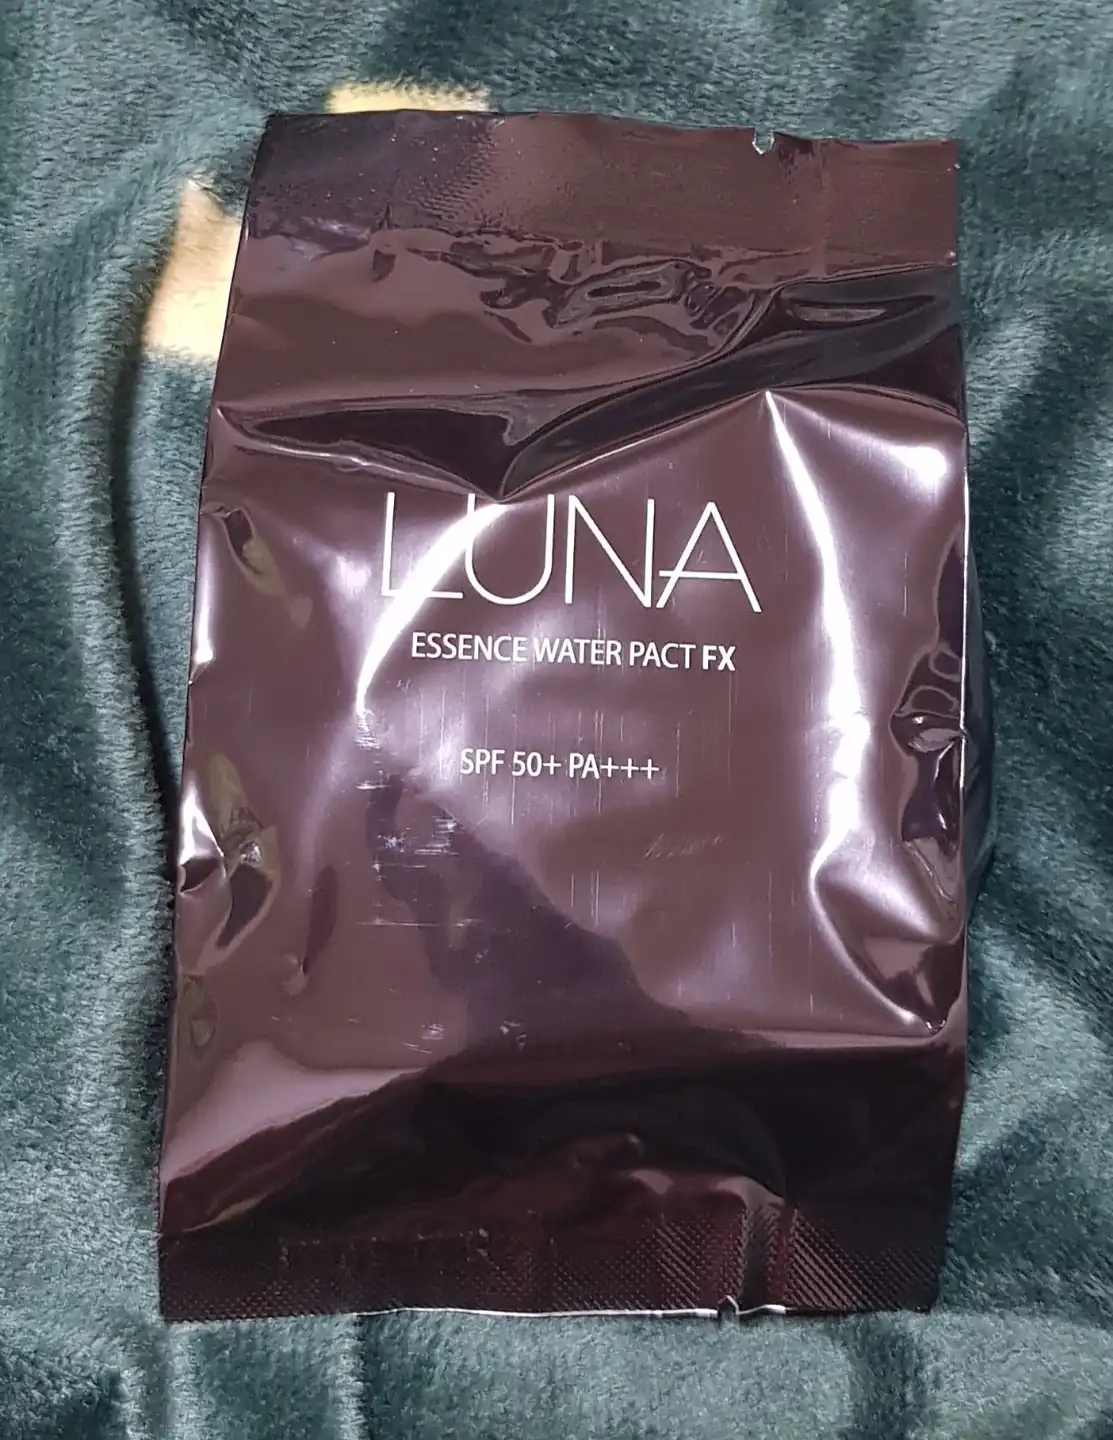 LUNA
ESSENCE WATER PACT FX
SPF 50+ PA+++